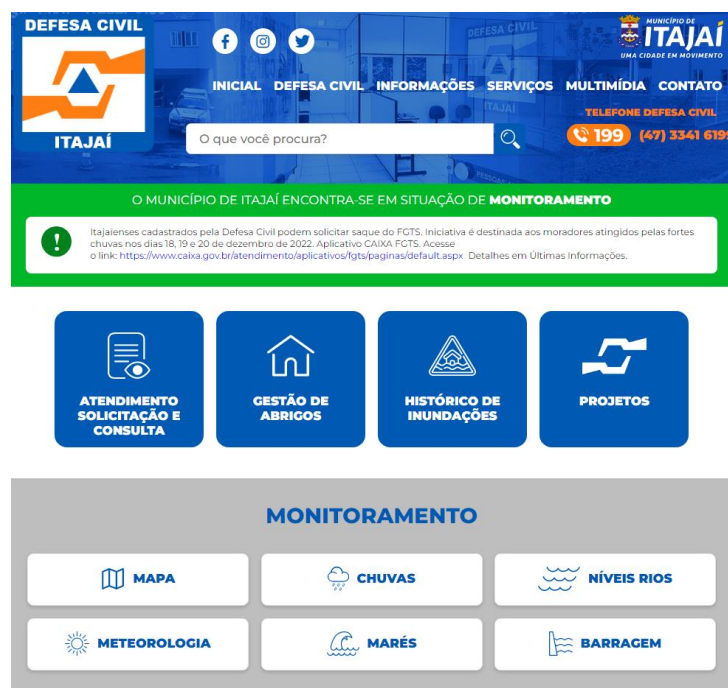 DEFESA CIVIL
ITAJAÍ
MUNICÍPIO DE
ITAJAÍ
UMA CIDADE EM MOVIMENTO
INICIAL DEFESA CIVIL INFORMAÇÕES SERVIÇOS MULTIMÍDIA CONTATO
TELEFONE DEFESA CIVIL
199 (47) 3341 6199
O que você procura?
O MUNICÍPIO DE ITAJAÍ ENCONTRA-SE EM SITUAÇÃO DE MONITORAMENTO
Itajaienses cadastrados pela Defesa Civil podem solicitar saque do FGTS. Iniciativa é destinada aos moradores atingidos pelas fortes
chuvas nos dias 18, 19 e 20 de dezembro de 2022. Aplicativo CAIXA FGTS. Acesse
o link: https://www.caixa.gov.br/atendimento/aplicativos/fgts/paginas/default.aspx Detalhes em Últimas Informações.
ATENDIMENTO
SOLICITAÇÃO E
CONSULTA
GESTÃO DE
ABRIGOS
HISTÓRICO DE
INUNDAÇÕES
PROJETOS
MONITORAMENTO
MAPA
CHUVAS
NÍVEIS RIOS
METEOROLOGIA
MARÉS
BARRAGEM